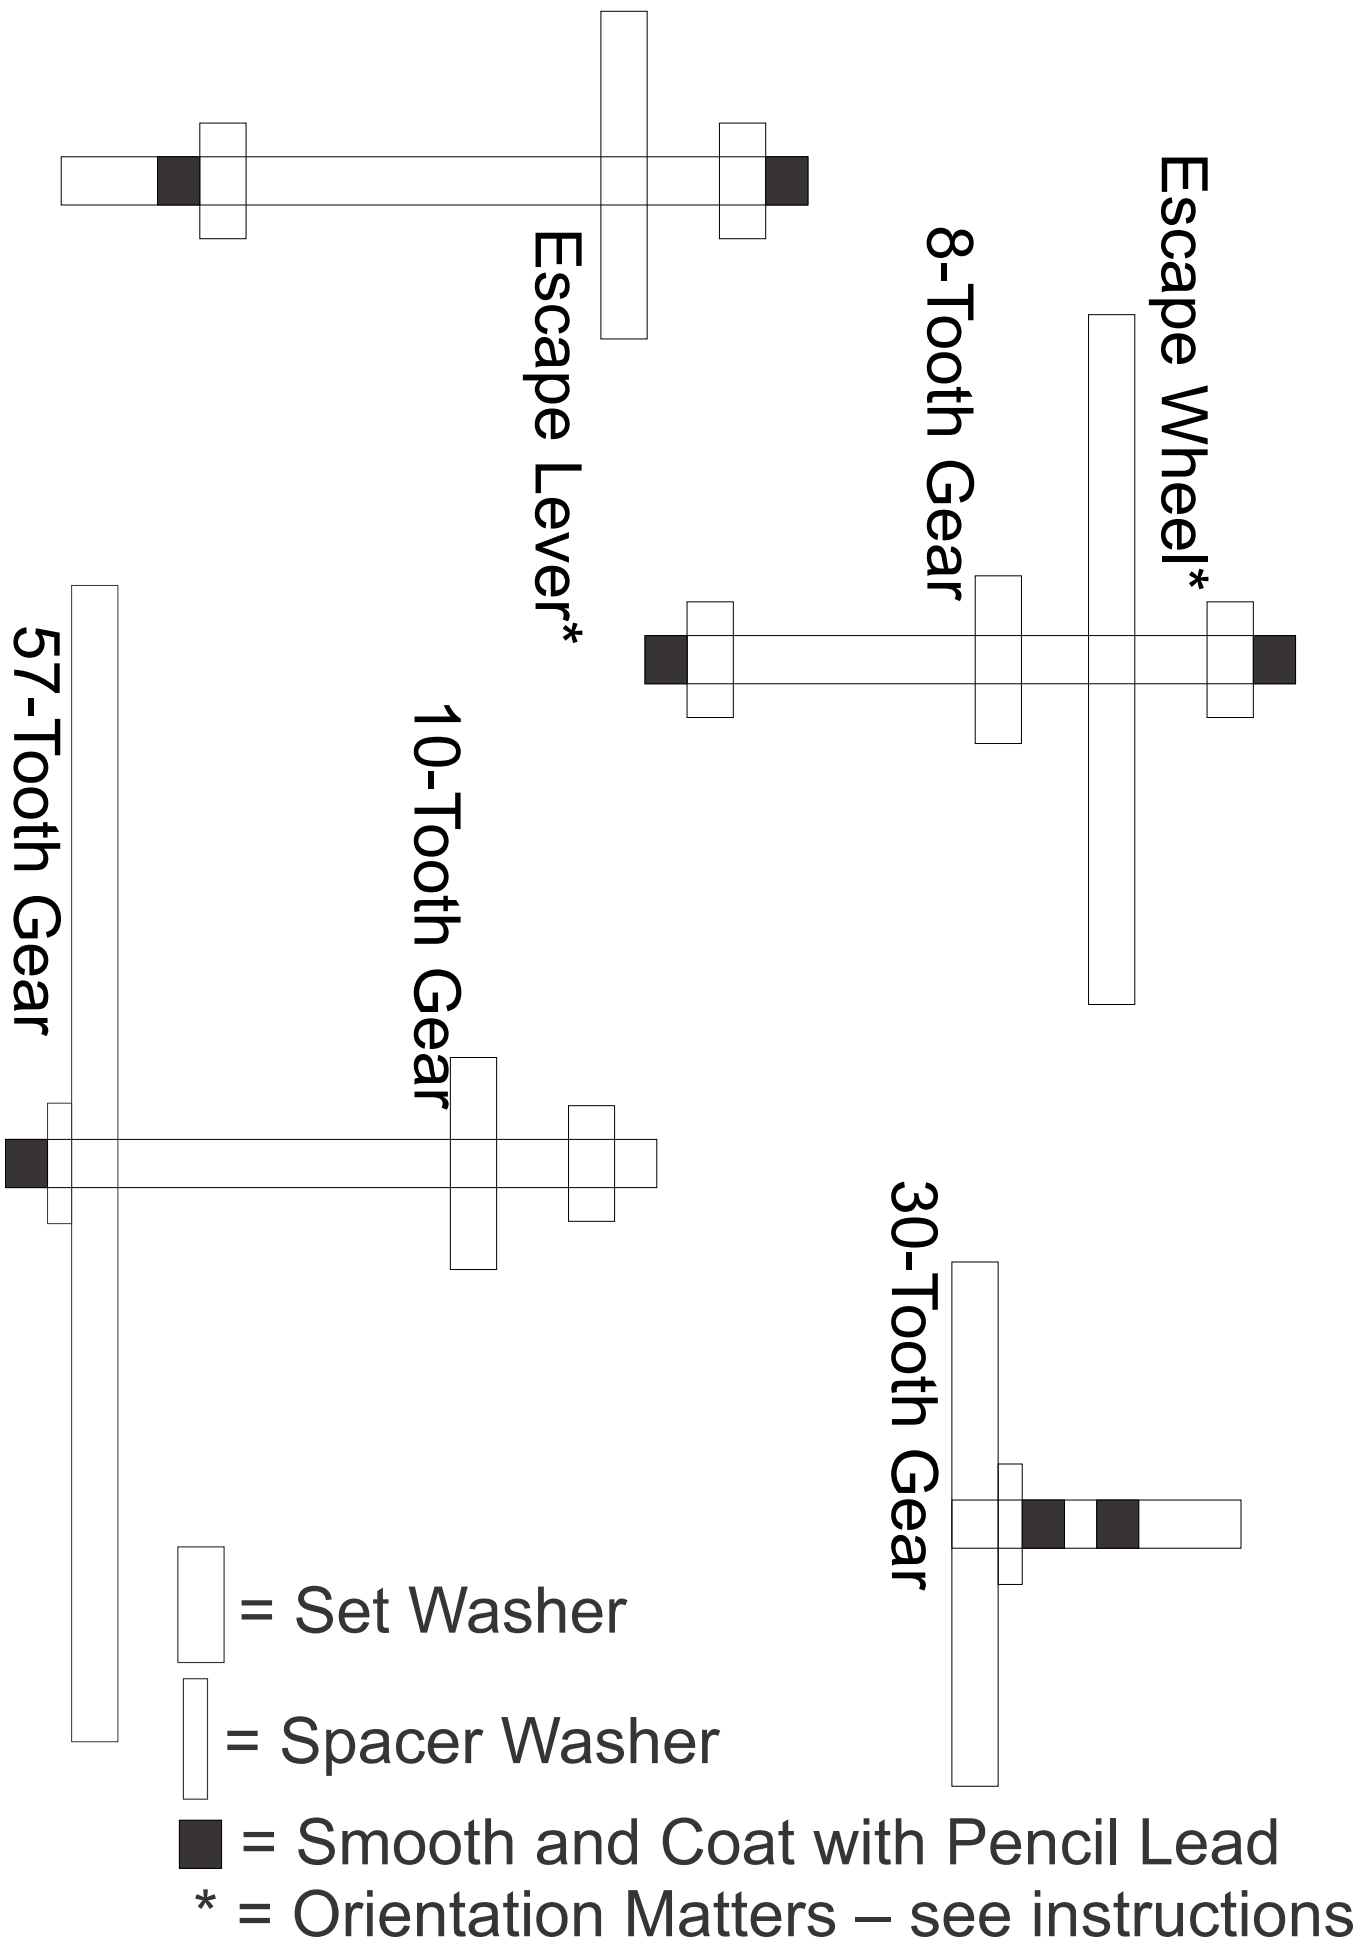 Escape Wheel*
8-Tooth Gear
Escape Lever*
57-Tooth Gear
10-Tooth Gear
30-Tooth Gear
= Set Washer
= Spacer Washer
= Smooth and Coat with Pencil Lead
* = Orientation Matters – see instructions